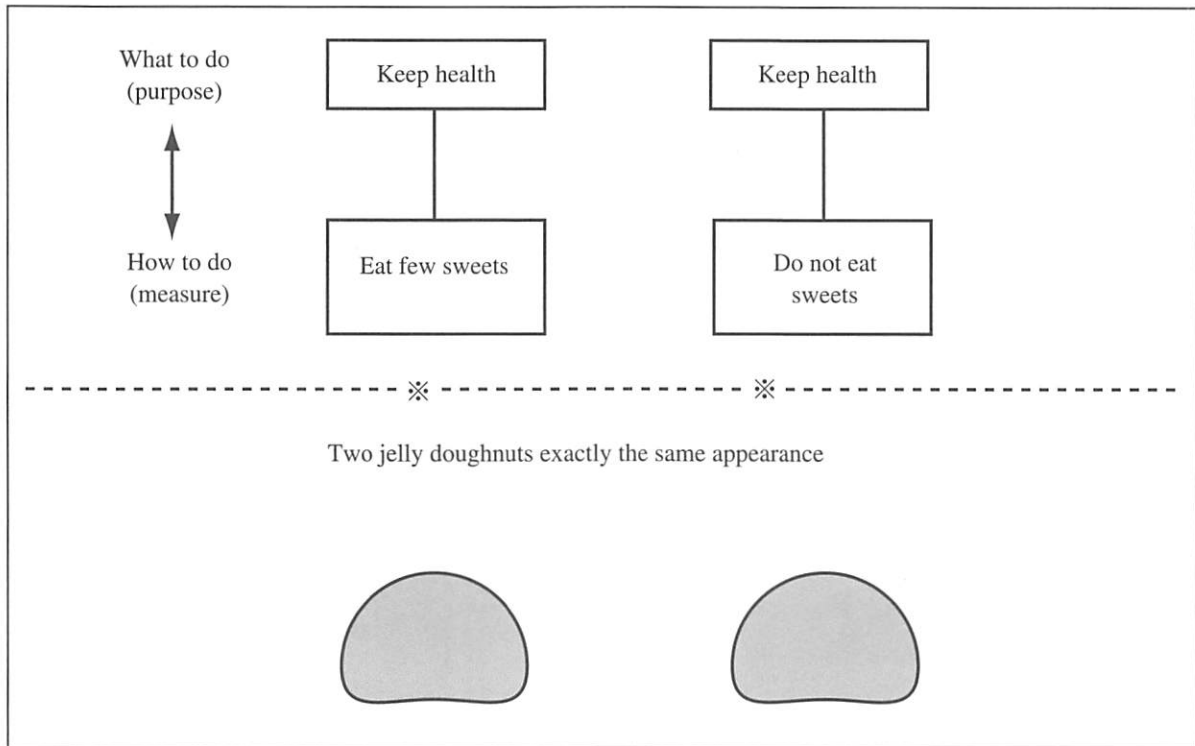 What to do
(purpose)
Keep health
Keep health
How to do
(measure)
Eat few sweets
Do not eat
sweets
※
※
Two jelly doughnuts exactly the same appearance